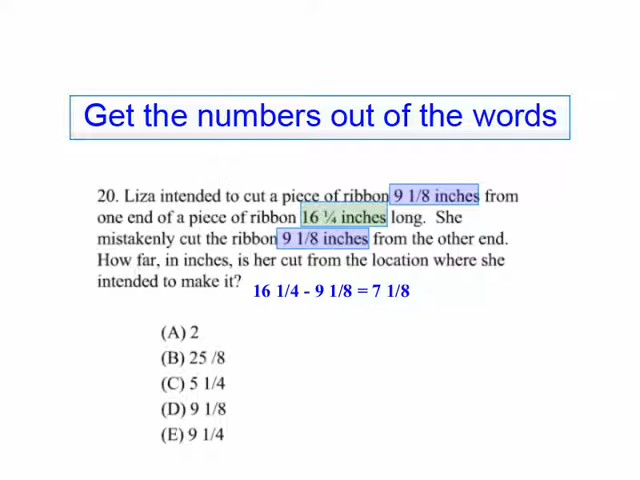 Get the numbers out of the words
20. Liza intended to cut a piece of ribbon 9 1/8 inches from
one end of a piece of ribbon 16 ¼ inches long. She
mistakenly cut the ribbon 9 1/8 inches from the other end.
How far, in inches, is her cut from the location where she
intended to make it?
16 1/4 - 9 1/8 = 7 1/8
(A) 2
(B) 25 /8
(C) 5 1/4
(D) 9 1/8
(E) 9 1/4